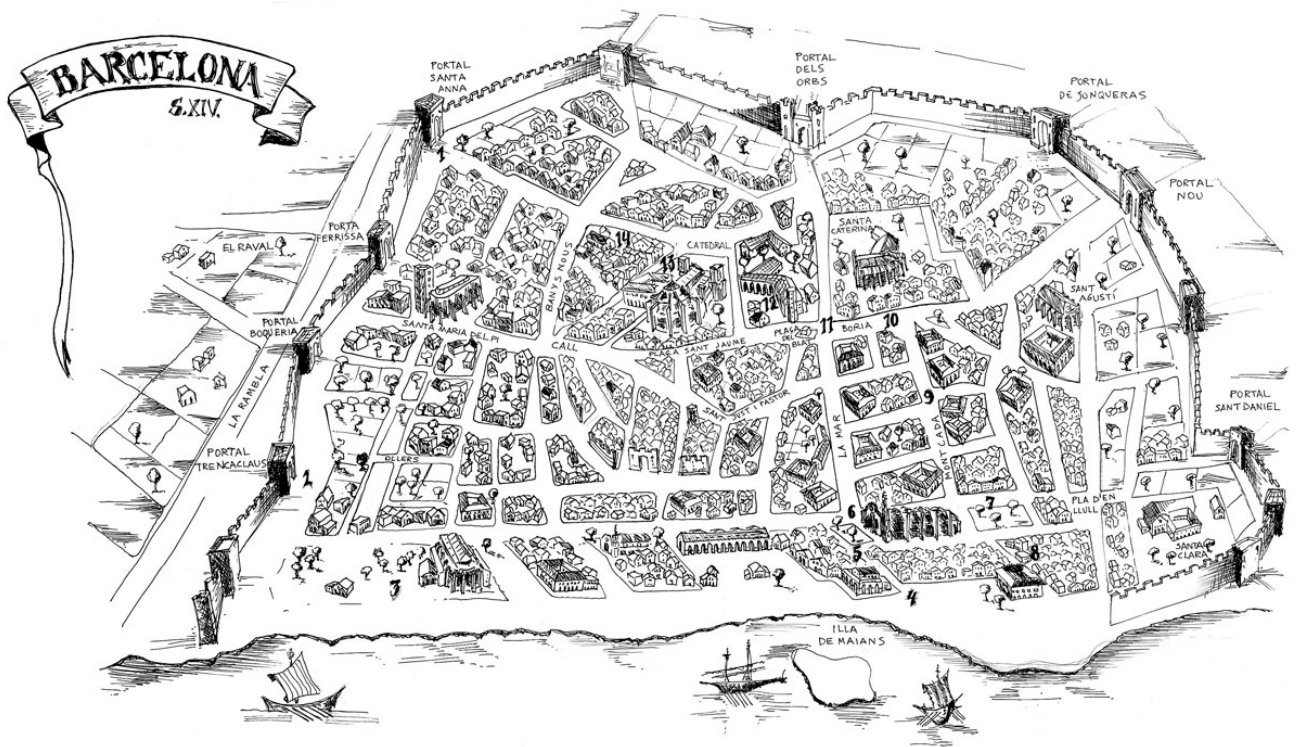 BARCELONA
S.XIV.
PORTAL
SANTA
ANNA
PORTAL
DELS
ORBS
PORTAL
DE JONQUERAS
PORTAL
NOU
PORTA
FERRISSA
EL RAVAL
PORTAL
BOQUERIA
LA RAMBLA
PORTAL
TRENCACLAUS
1
BANYS NOUS
14
CATEDRAL
13
12
SANTA
CATERINA
SANT
AGUSTÍ
SANTA MARIA DEL PI
CALL
PLAÇA SANT JAUME
PLAÇA
DEL
BLAT
11
BORIA
10
SANT JUST I PASTOR
LA MAR
9
MONTCADA
PORTAL
SANT DANIEL
OLLERS
1
6
7
PLA D'EN
LLULL
SANTA
CLARA
3
5
4
8
ILLA
DE MAIANS